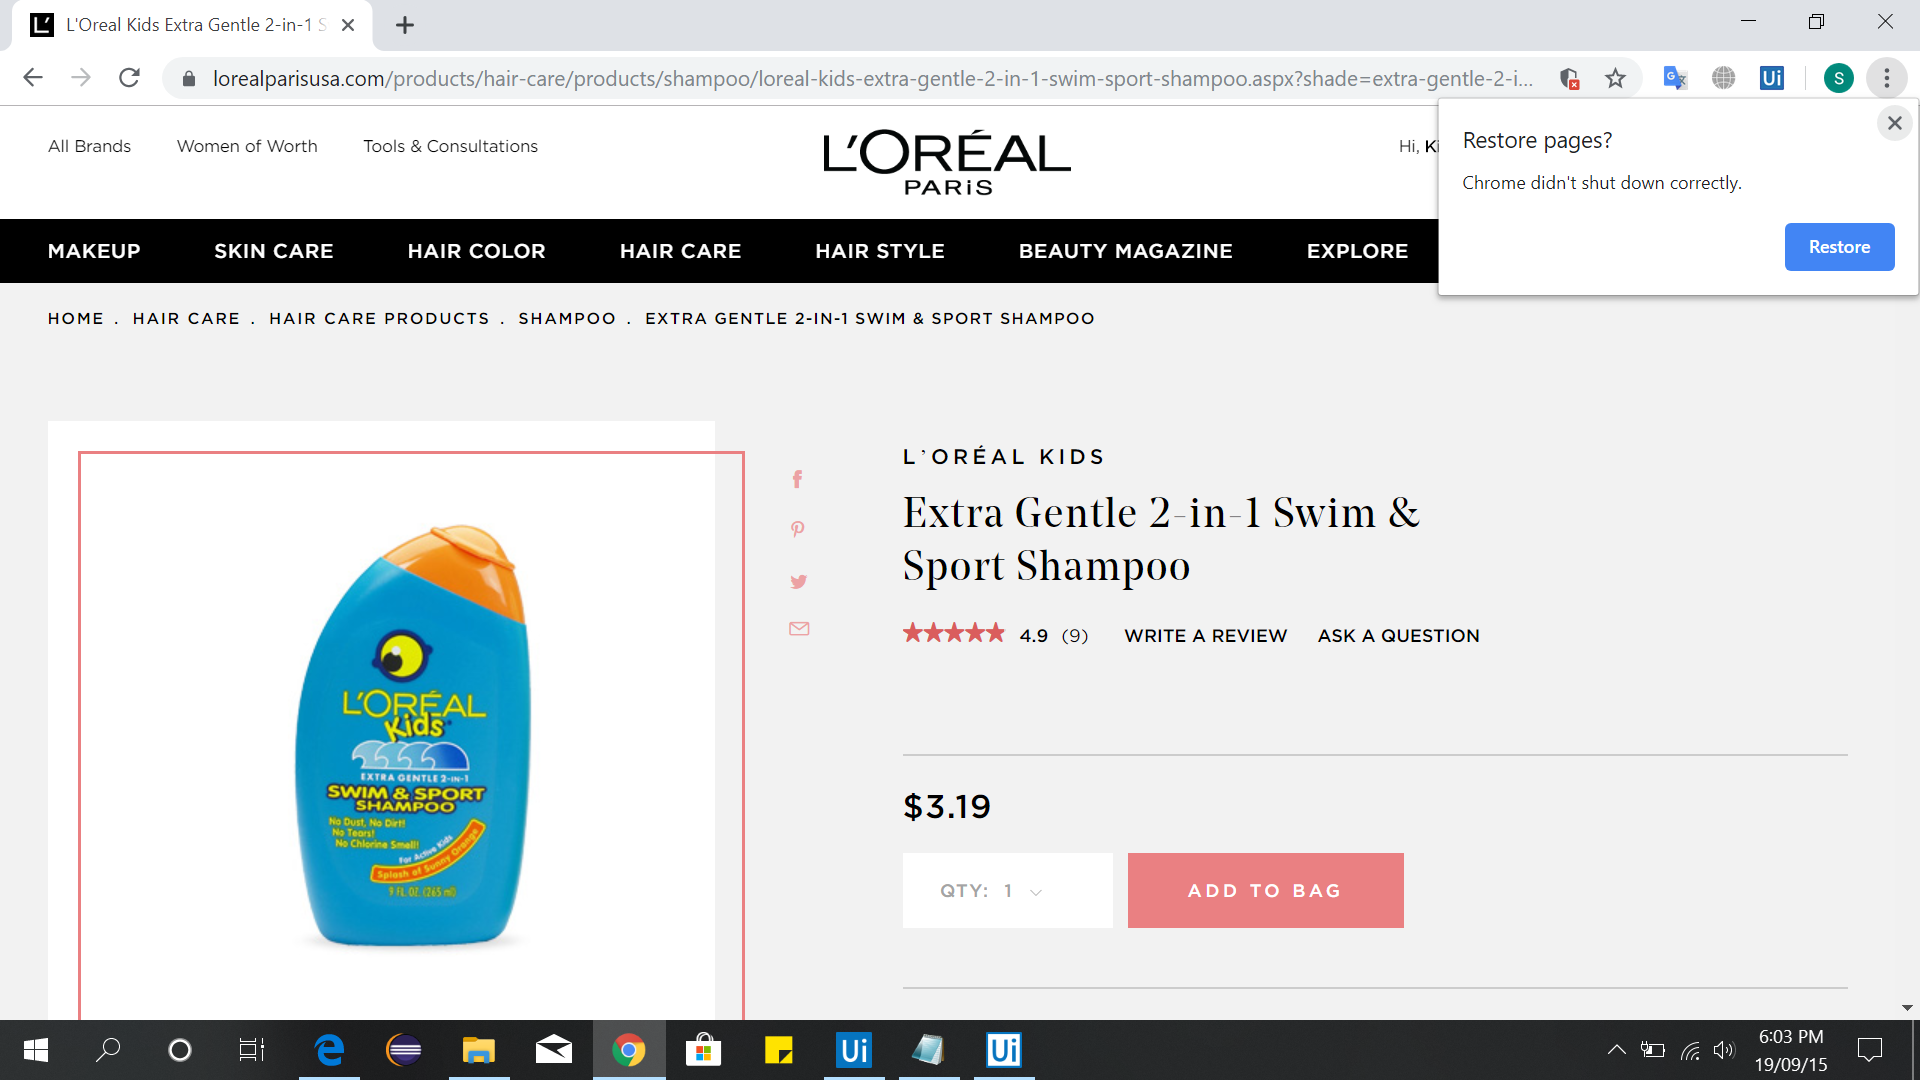 L'Oreal Kids Extra Gentle 2-in-1 S
lorealparisusa.com/products/hair-care/products/shampoo/loreal-kids-extra-gentle-2-in-1-swim-sport-shampoo.aspx?shade=extra-gentle-2-i...
Ui
S
Restore pages?
Chrome didn't shut down correctly.
Restore
All Brands
Women of Worth
Tools & Consultations
L'ORÉAL
PARiS
Hi, Ki
MAKEUP
SKIN CARE
HAIR COLOR
HAIR CARE
HAIR STYLE
BEAUTY MAGAZINE
EXPLORE
HOME . HAIR CARE . HAIR CARE PRODUCTS . SHAMPOO . EXTRA GENTLE 2-IN-1 SWIM & SPORT SHAMPOO
L'ORÉAL
Kids
EXTRA GENTLE 2-IN-1
SWIM & SPORT
SHAMPOO
No Dust, No Dirt!
No Tears!
No Chlorine Smell!
For Active Kids
Splash of Sunny Orange
9 FL. OZ. (265 ml)
L'ORÉAL KIDS
Extra Gentle 2-in-1 Swim &
Sport Shampoo
4.9 (9) WRITE A REVIEW ASK A QUESTION
$3.19
QTY: 1
ADD TO BAG
Ui
Ui
6:03 PM
19/09/15